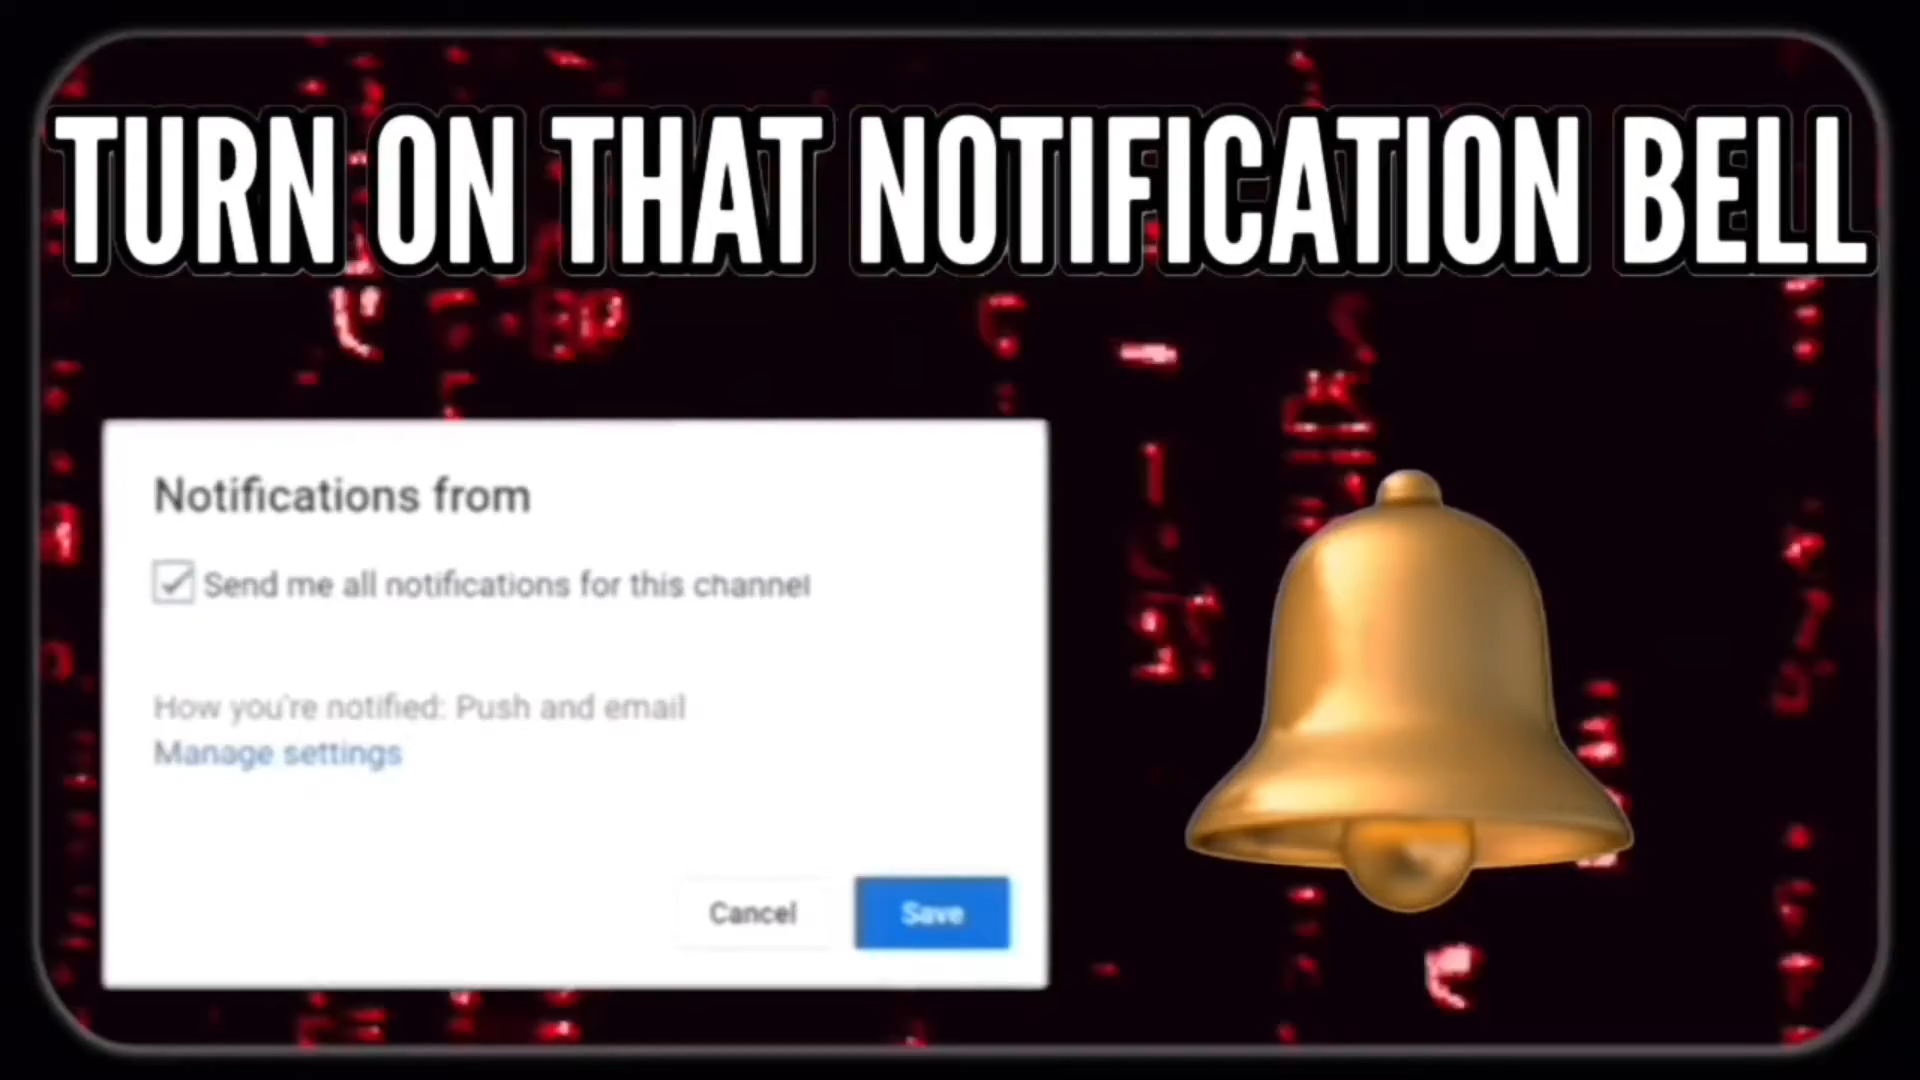 TURN ON THAT NOTIFICATION BELL
Notifications from
Send me all notifications for this channel
How you're notified: Push and email
Manage settings
Cancel
Save